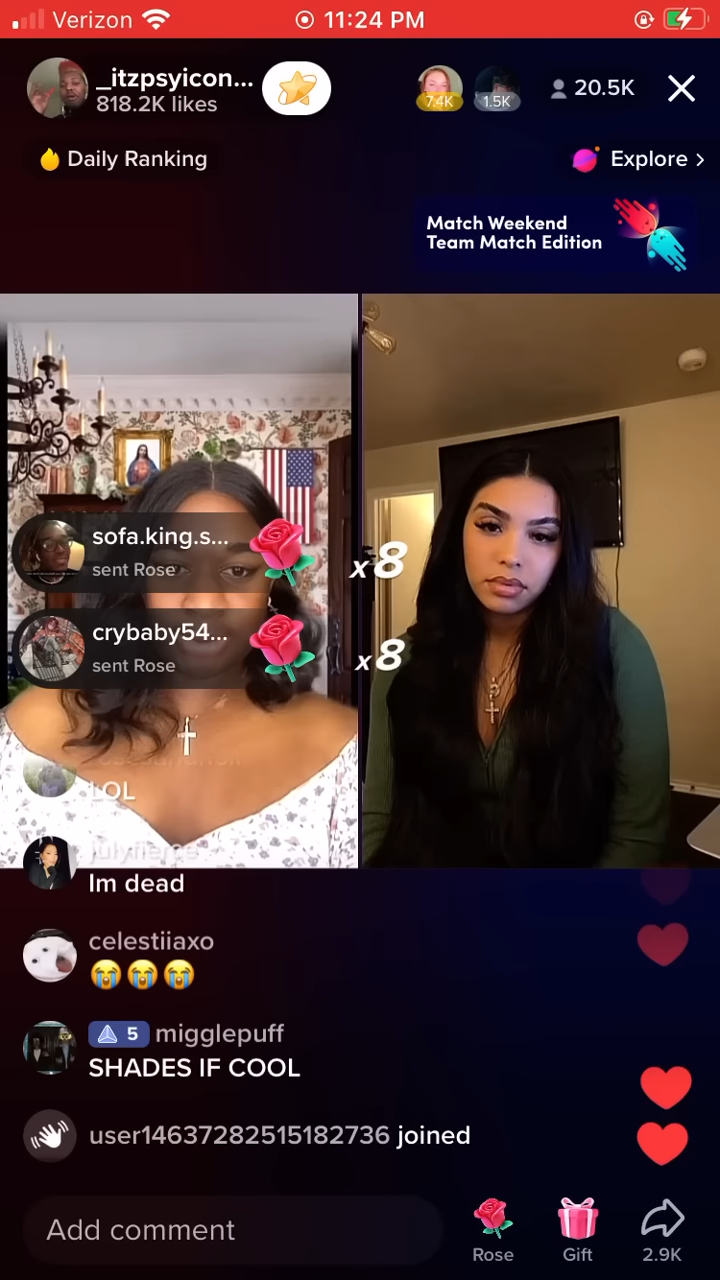 Verizon 11:24 PM
_itzpsyicon...
818.2K likes
7.4K
1.5K
20.5K
Daily Ranking
Explore >
Match Weekend
Team Match Edition
sofa.king.s...
sent Rose
x8
crybaby54...
sent Rose
x8
LOL
julyfierce
Im dead
celestiiaxo
😭😭😭
5 migglepuff
SHADES IF COOL
user14637282515182736 joined
Add comment
Rose
Gift
2.9K